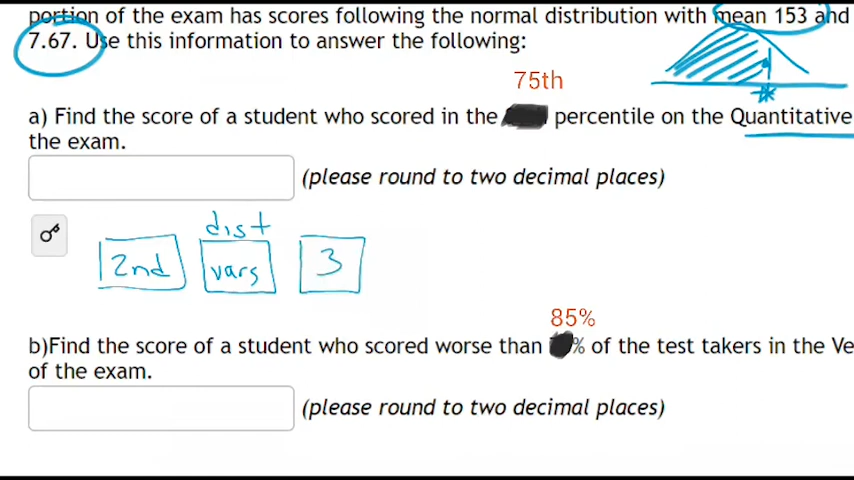 portion of the exam has scores following the normal distribution with mean 153 and
7.67. Use this information to answer the following:
75th
a) Find the score of a student who scored in the percentile on the Quantitative
the exam.
(please round to two decimal places)
dist
2nd vars 3
85%
b)Find the score of a student who scored worse than % of the test takers in the Ve
of the exam.
(please round to two decimal places)